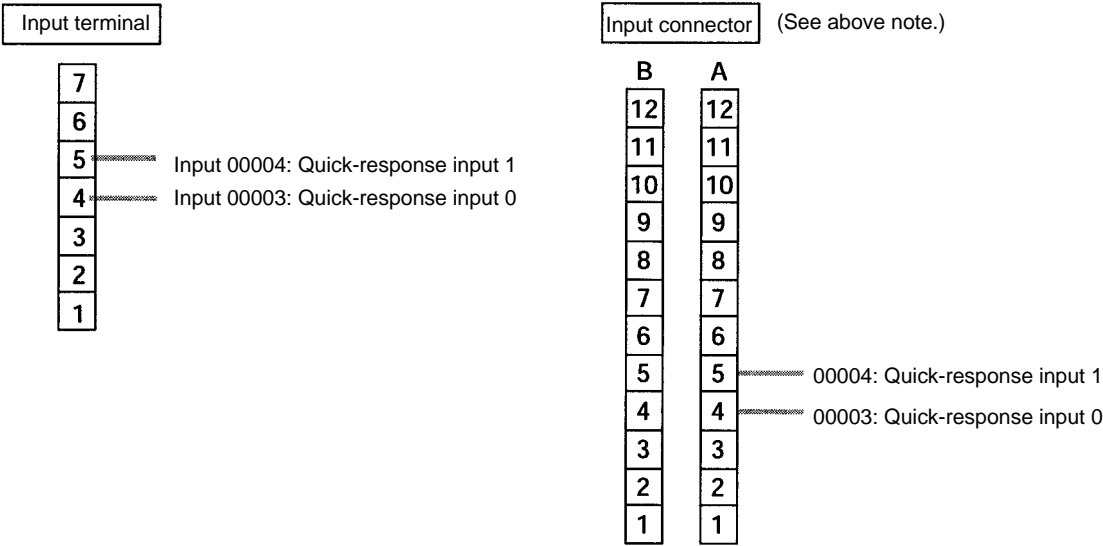 Input terminal
7
6
5
4
3
2
1
Input 00004: Quick-response input 1
Input 00003: Quick-response input 0
Input connector (See above note.)
B A
12 12
11 11
10 10
9 9
8 8
7 7
6 6
5 5
4 4
3 3
2 2
1 1
00004: Quick-response input 1
00003: Quick-response input 0